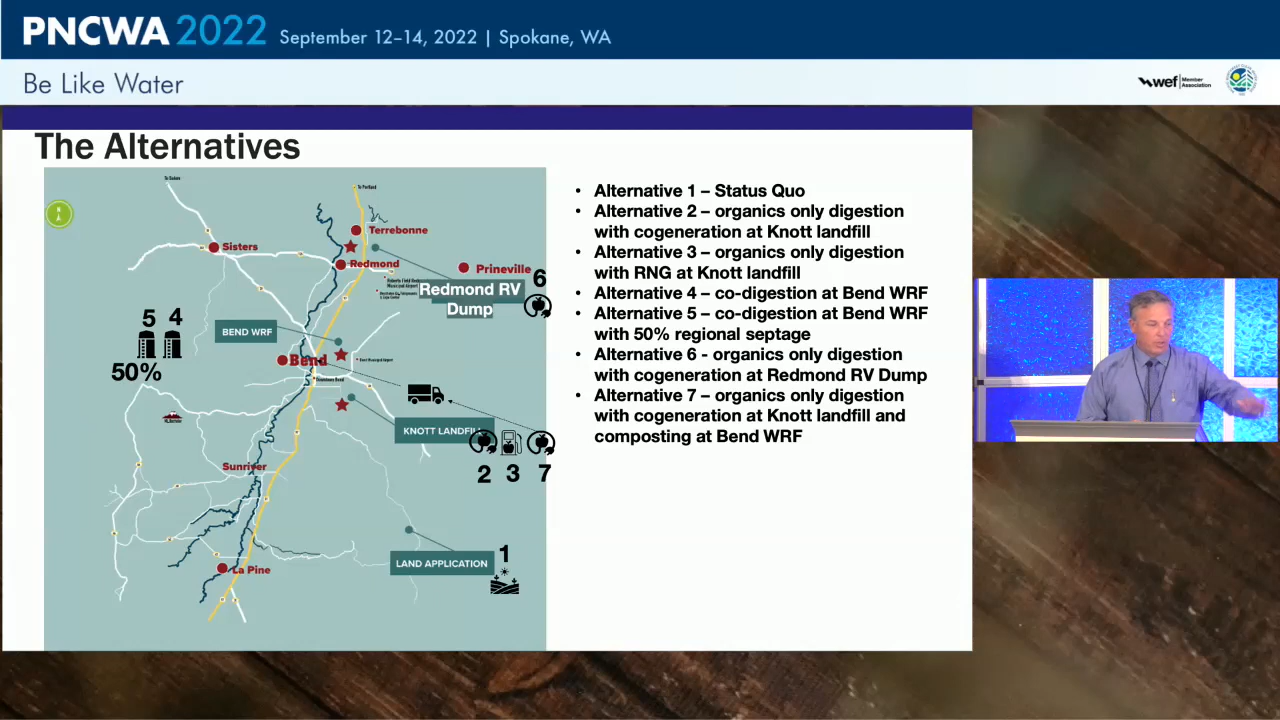 PNCWA 2022 September 12–14, 2022 | Spokane, WA
Be Like Water
wef Member Association
The Alternatives
To Portland
Terrebonne
Sisters
Redmond
Prineville
6
Redmond RV
Dump
5 4
BEND WRF
50%
Bend
KNOTT LANDFILL
2 3 7
Sunriver
1
LAND APPLICATION
La Pine
• Alternative 1 – Status Quo
• Alternative 2 – organics only digestion
with cogeneration at Knott landfill
• Alternative 3 – organics only digestion
with RNG at Knott landfill
• Alternative 4 – co-digestion at Bend WRF
• Alternative 5 – co-digestion at Bend WRF
with 50% regional septage
• Alternative 6 - organics only digestion
with cogeneration at Redmond RV Dump
• Alternative 7 – organics only digestion
with cogeneration at Knott landfill and
composting at Bend WRF